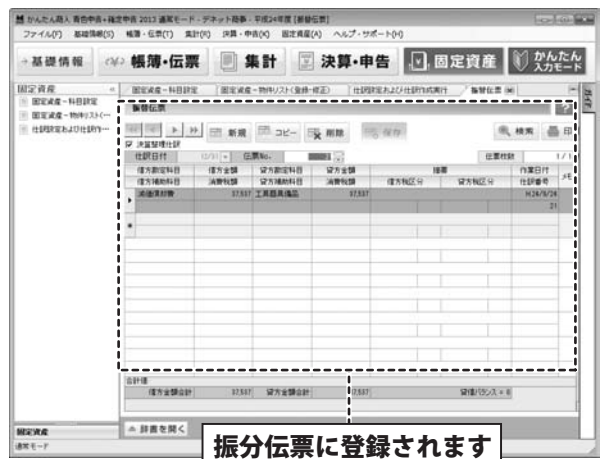 かんたん商人 青色申告+確定申告 2013 通常モード - デネット商事 - 平成24年度 [振替伝票]
ファイル(F) 基礎情報(S) 帳簿・伝票(T) 集計(R) 決算・申告(K) 固定資産(A) ヘルプ・サポート(H)
基礎情報 帳簿・伝票 集計 決算・申告 固定資産 かんたん
入力モード
固定資産 固定資産-科目設定 固定資産-物件リスト(登録・修正) 仕訳設定および仕訳作成実行 振替伝票
固定資産-科目設定
固定資産-物件リスト(…
仕訳設定および仕訳作…
ガイド
振替伝票 ?
新規 コピー 削除 保存 検索 印
決算整理仕訳
仕訳日付 12/31 伝票No. 伝票枚数 1/1
借方勘定科目 借方金額 貸方勘定科目 貸方金額 摘要 作業日付 メモ
借方補助科目 消費税額 貸方補助科目 消費税額 借方税区分 貸方税区分 仕訳番号
減価償却費 37,537 工具器具備品 37,537 H.24/9/24
21
合計値
借方金額合計 37,537 貸方金額合計 37,537 貸借バランス = 0
固定資産 辞書を開く
通常モード
振分伝票に登録されます